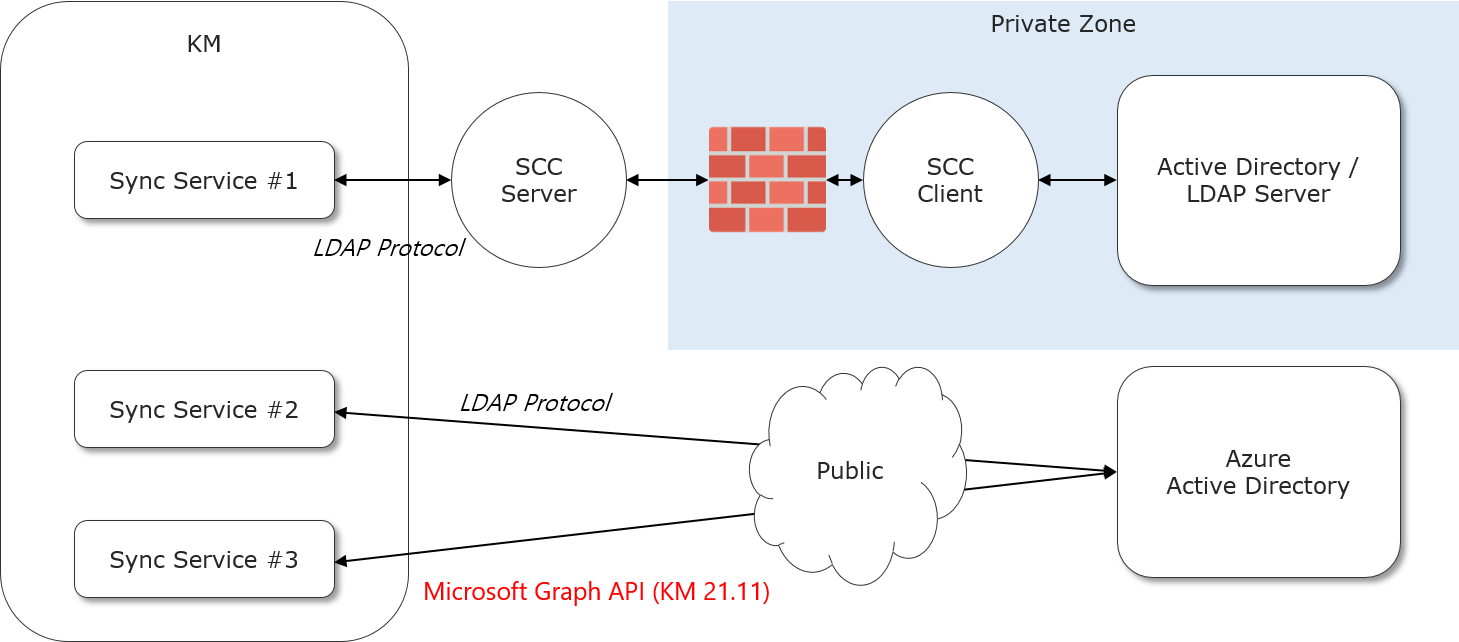 KM
Private Zone
Sync Service #1
SCC
Server
SCC
Client
Active Directory /
LDAP Server
LDAP Protocol
Sync Service #2
LDAP Protocol
Public
Azure
Active Directory
Sync Service #3
Microsoft Graph API (KM 21.11)